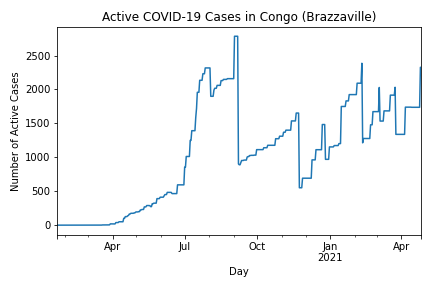 Active COVID-19 Cases in Congo (Brazzaville)
Number of Active Cases
2500
2000
1500
1000
500
0
Apr
Jul
Oct
Jan
2021
Apr
Day